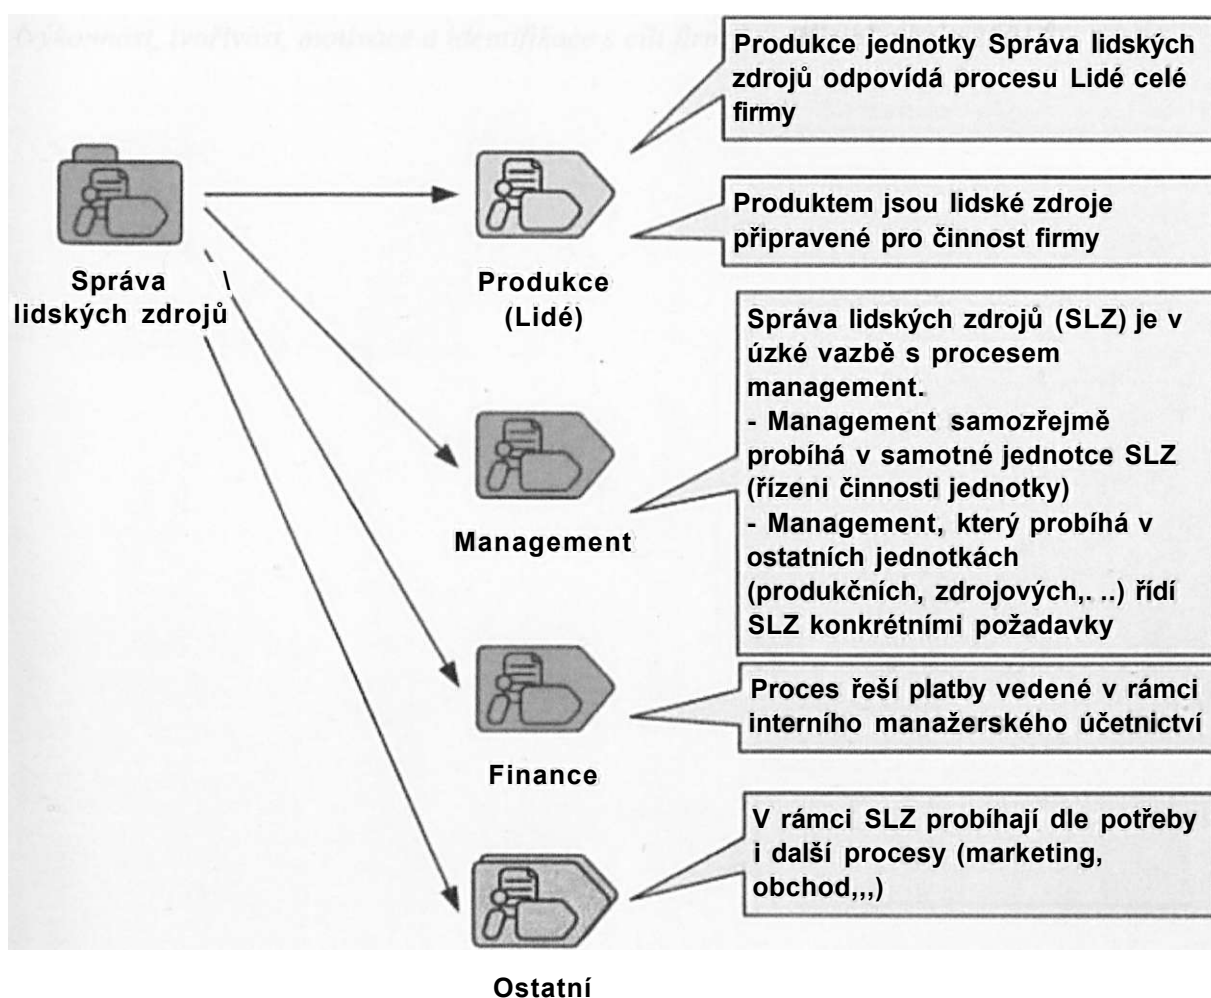 Produkce jednotky Správa lidských
zdrojů odpovídá procesu Lidé celé
firmy
Produktem jsou lidské zdroje
připravené pro činnost firmy
Správa
lidských zdrojů
Produkce
(Lidé)
Správa lidských zdrojů (SLZ) je v
úzké vazbě s procesem
management.
- Management samozřejmě
probíhá v samotné jednotce SLZ
(řízení činnosti jednotky)
- Management, který probíhá v
ostatních jednotkách
(produkčních, zdrojových,. ..) řídí
SLZ konkrétními požadavky
Management
Proces řeší platby vedené v rámci
interního manažerského účetnictví
Finance
V rámci SLZ probíhají dle potřeby
i další procesy (marketing,
obchod,,,)
Ostatní